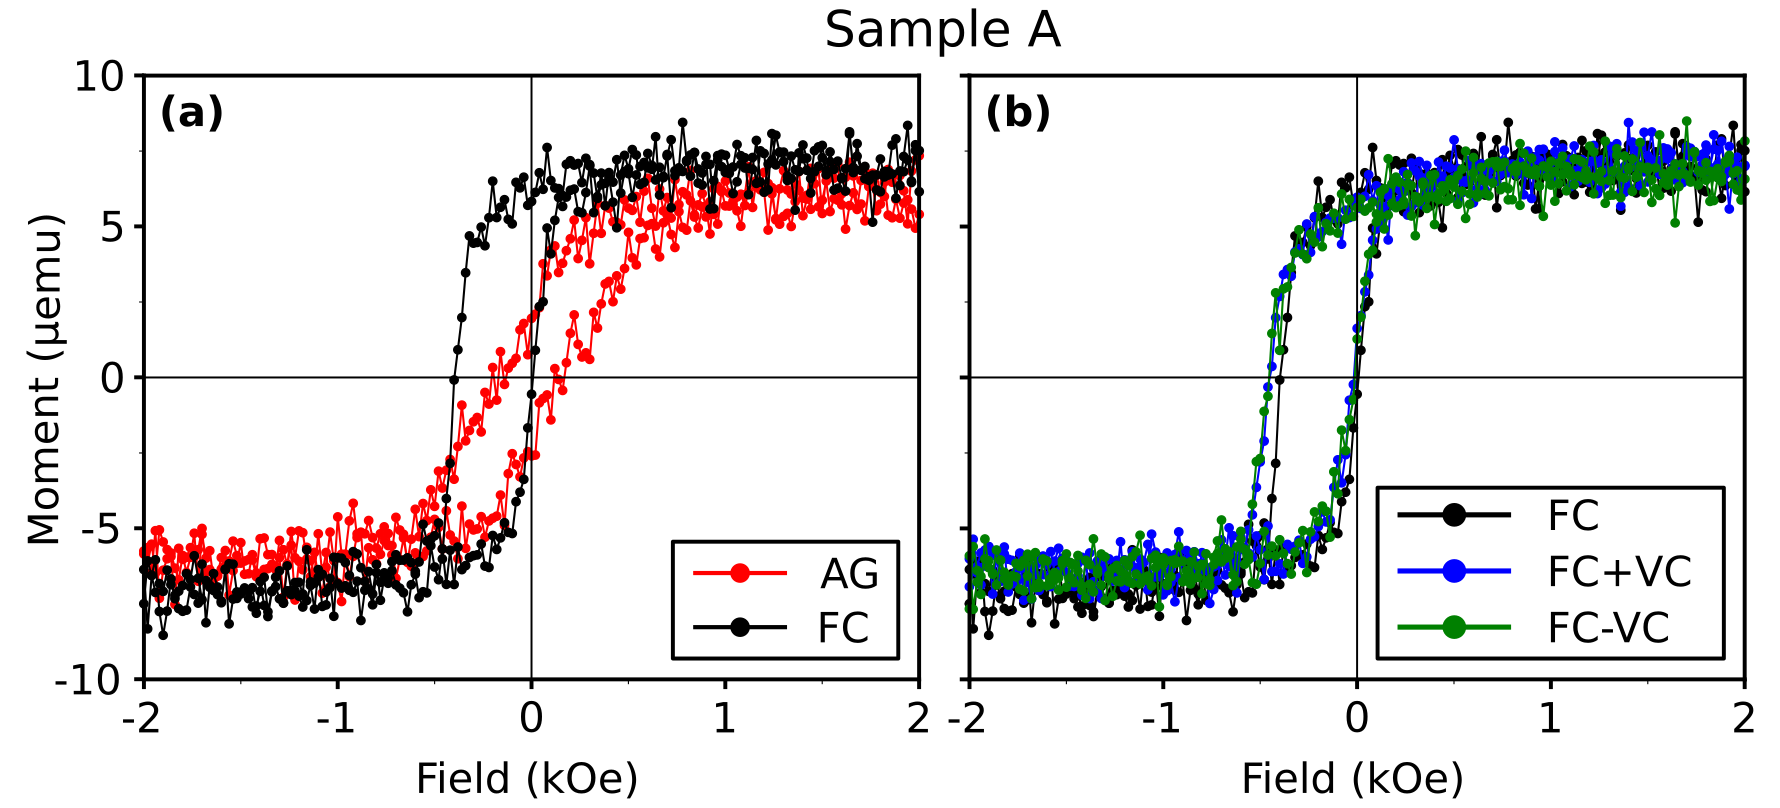 Sample A
(a)
(b)
10
5
0
-5
-10
Moment (µemu)
AG
FC
FC
FC+VC
FC-VC
-2 -1 0 1 2
-2 -1 0 1 2
Field (kOe)
Field (kOe)